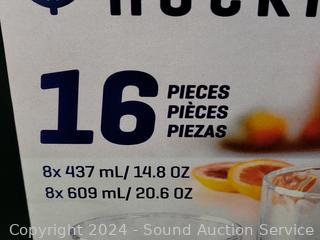 16 PIECES
PIÈCES
PIEZAS
8x 437 mL/ 14.8 OZ
8x 609 mL/ 20.6 OZ
Copyright 2024 - Sound Auction Service